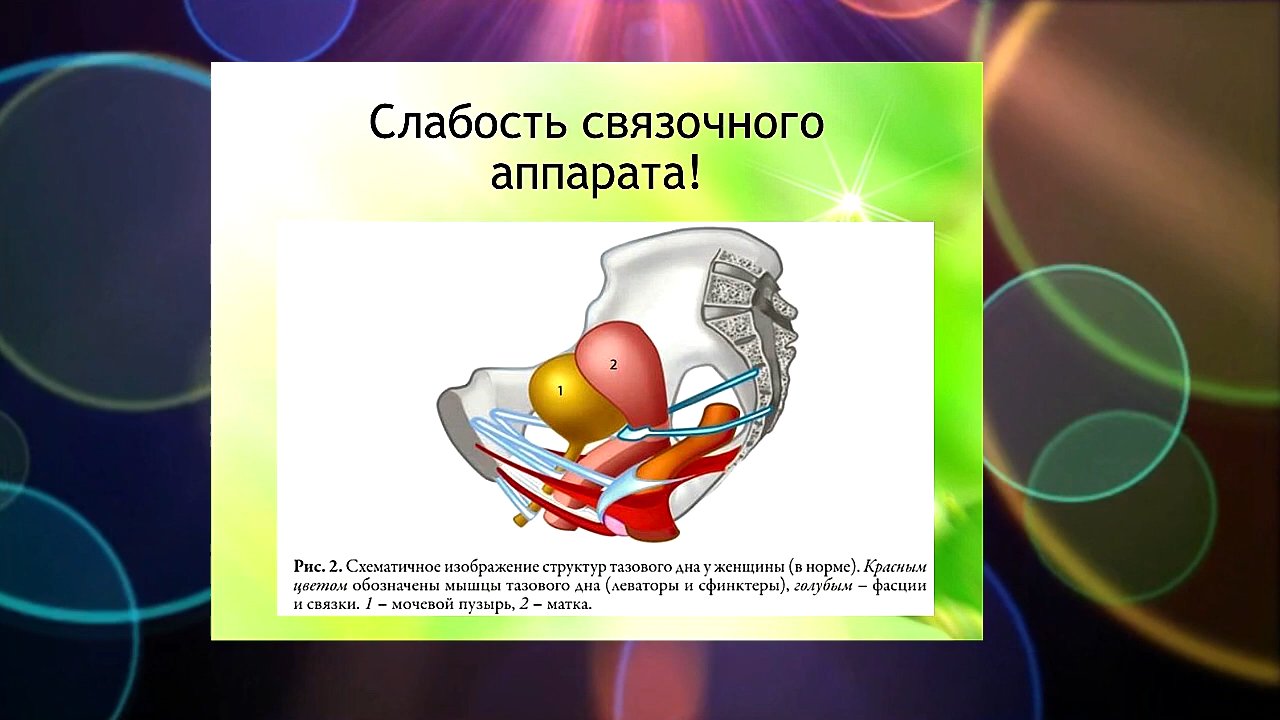 Слабость связочного
аппарата!
1
2
Рис. 2. Схематичное изображение структур тазового дна у женщины (в норме). Красным
цветом обозначены мышцы тазового дна (леваторы и сфинктеры), голубым – фасции
и связки. 1 – мочевой пузырь, 2 – матка.